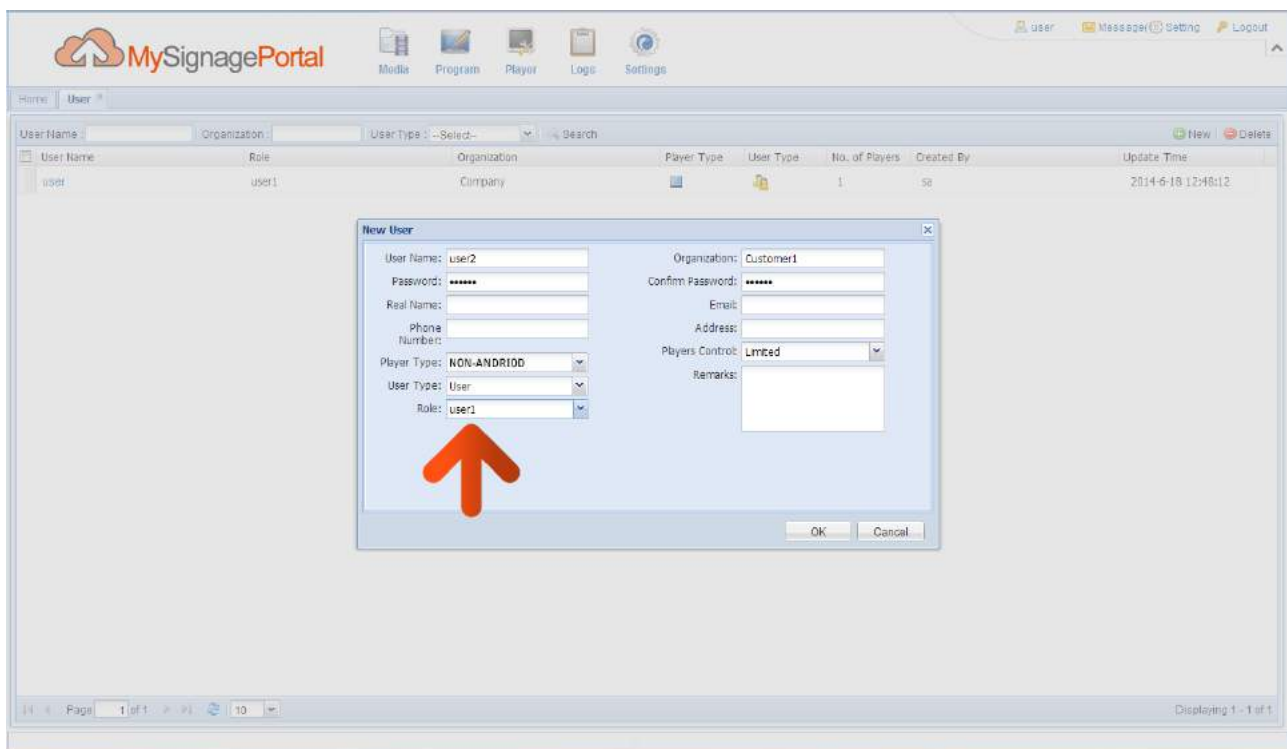 user Message(0) Setting Logout
MySignagePortal
Media Program Player Logs Settings
Home User
User Name : Organization : User Type : --Select-- Search New Delete
User Name Role Organization Player Type User Type No. of Players Created By Update Time
user user1 Company 1 sa 2014-6-18 12:48:12
New User
User Name: user2 Organization: Customer1
Password: •••••• Confirm Password: ••••••
Real Name: Email:
Phone Number: Address:
Players Control: Limited
Player Type: NON-ANDRIOD
Remarks:
User Type: User
Role: user1
OK Cancel
Page 1 of 1 10 Displaying 1 - 1 of 1